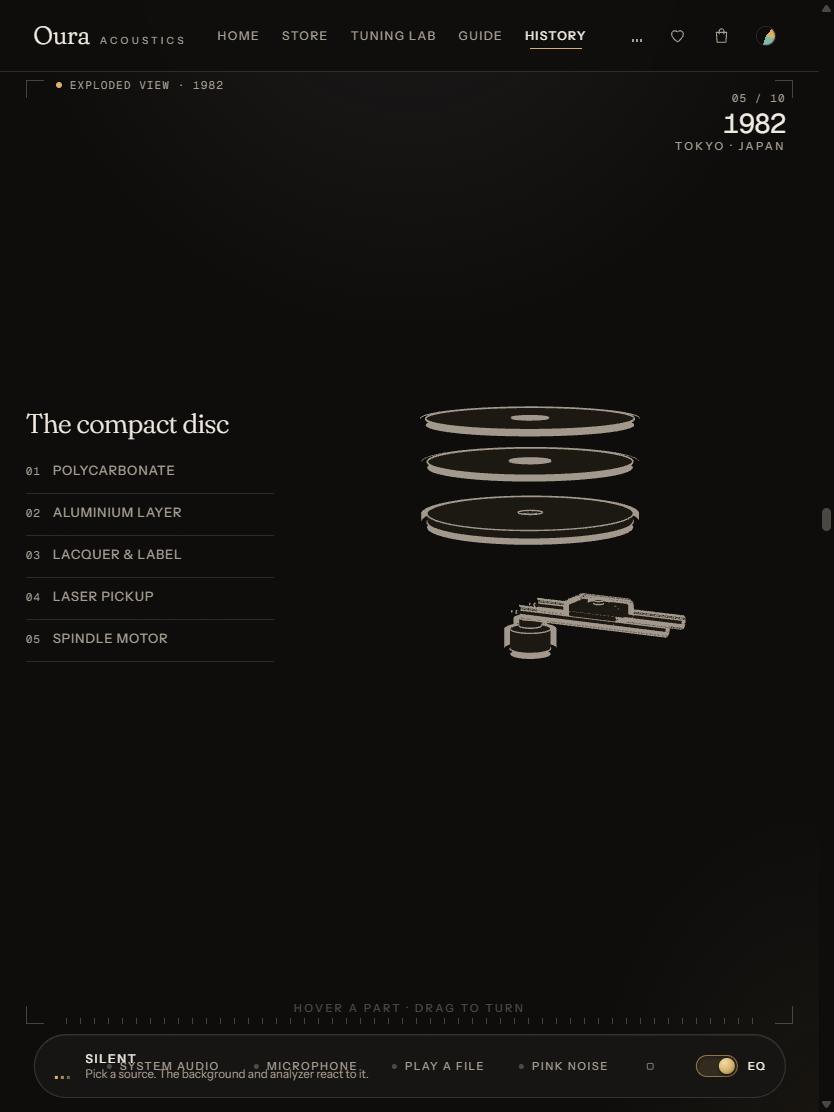 Oura ACOUSTICS
HOME STORE TUNING LAB GUIDE HISTORY
EXPLODED VIEW · 1982
05 / 10
1982
TOKYO · JAPAN
The compact disc
01 POLYCARBONATE
02 ALUMINIUM LAYER
03 LACQUER & LABEL
04 LASER PICKUP
05 SPINDLE MOTOR
HOVER A PART · DRAG TO TURN
SILENT
SYSTEM AUDIO MICROPHONE PLAY A FILE PINK NOISE EQ
Pick a source. The background and analyzer react to it.